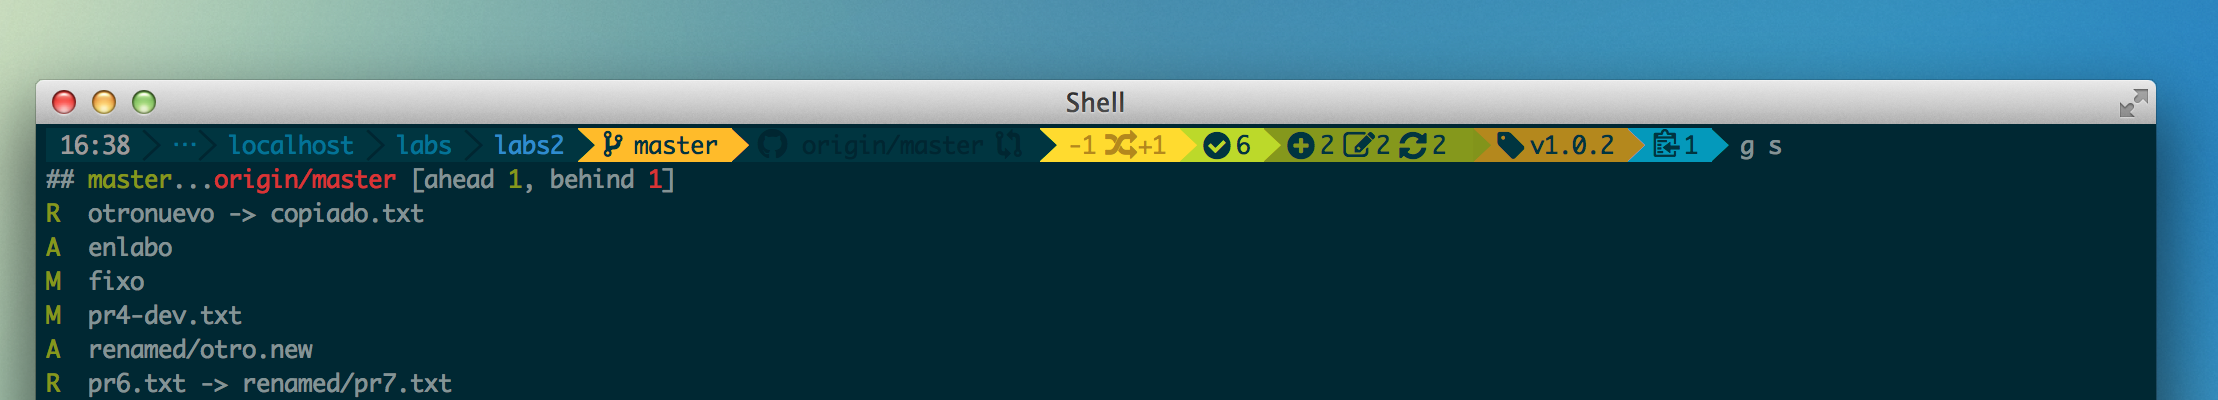 Shell
16:38 ··· localhost labs labs2 master origin/master -1 +1 6 2 2 2 v1.0.2 1 g s
## master...origin/master [ahead 1, behind 1]
R otronuevo -> copiado.txt
A enlabo
M fixo
M pr4-dev.txt
A renamed/otro.new
R pr6.txt -> renamed/pr7.txt